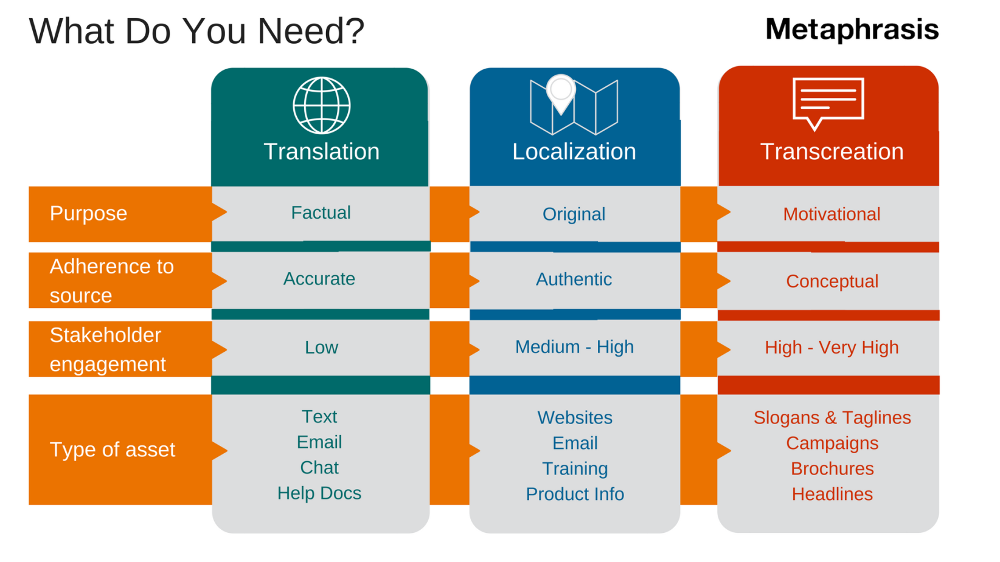 What Do You Need?
Metaphrasis
Translation
Localization
Transcreation
Purpose
Factual
Original
Motivational
Adherence to
source
Accurate
Authentic
Conceptual
Stakeholder
engagement
Low
Medium - High
High - Very High
Type of asset
Text
Email
Chat
Help Docs
Websites
Email
Training
Product Info
Slogans & Taglines
Campaigns
Brochures
Headlines